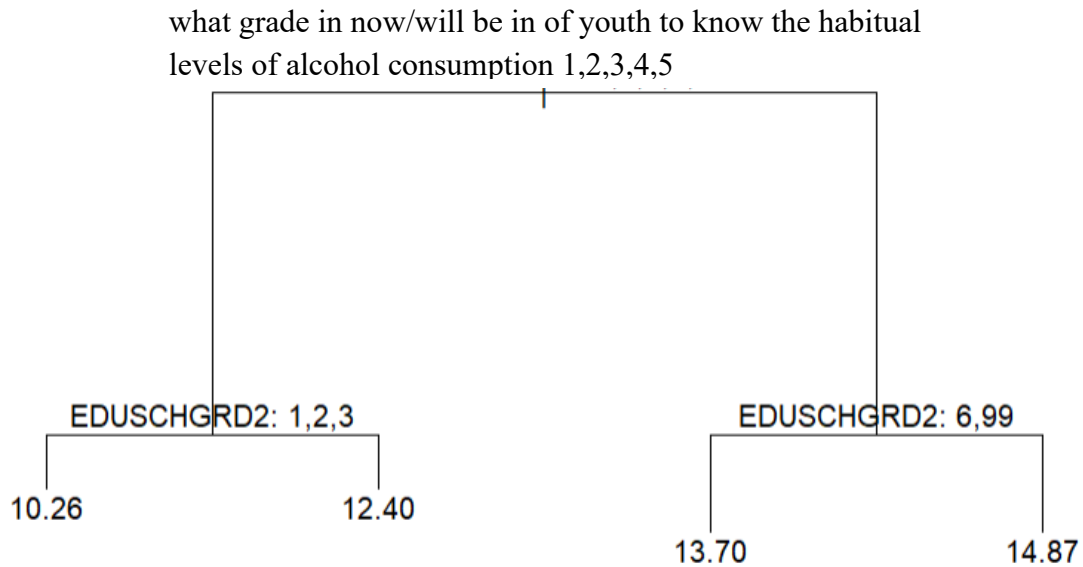 what grade in now/will be in of youth to know the habitual
levels of alcohol consumption 1,2,3,4,5
EDUSCHGRD2: 1,2,3
EDUSCHGRD2: 6,99
10.26
12.40
13.70
14.87